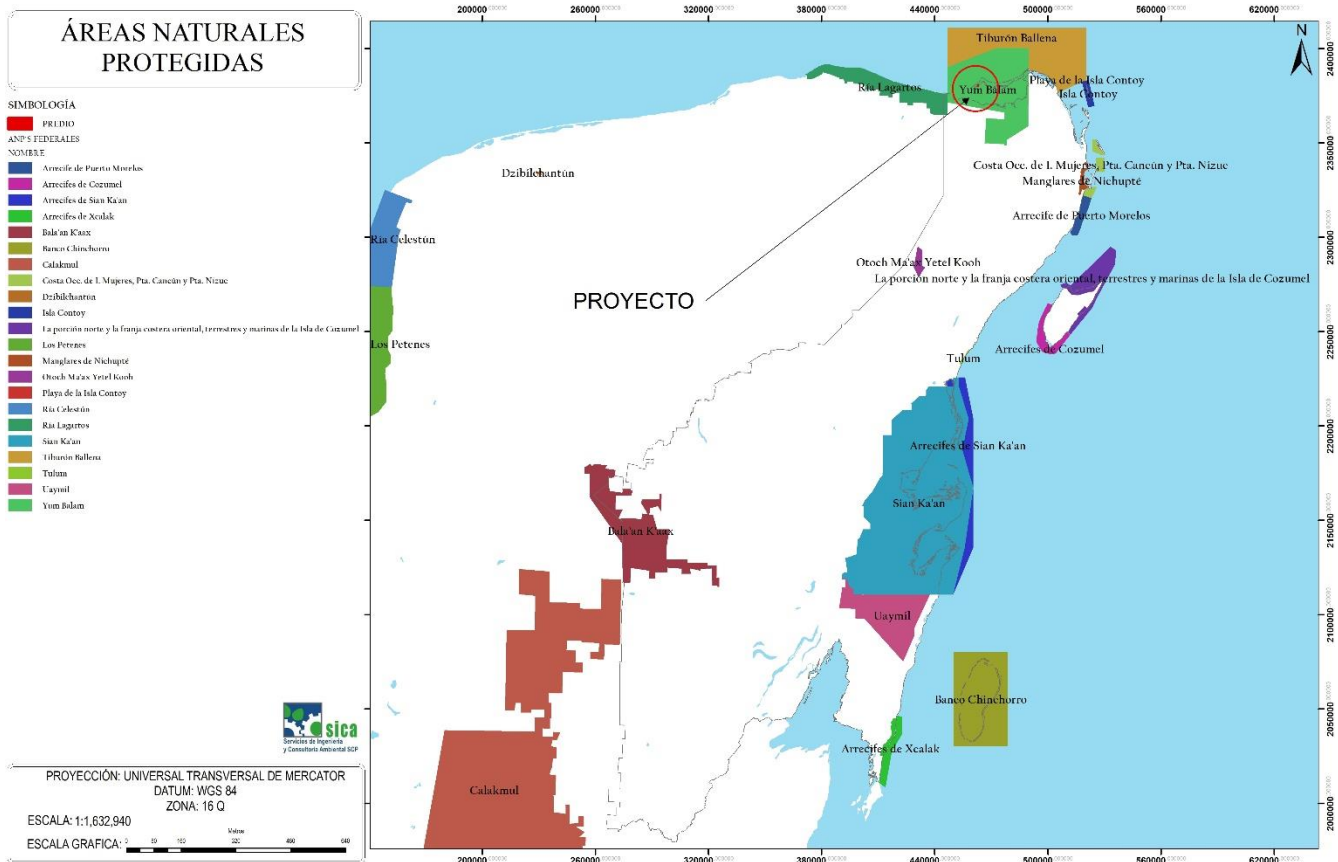 ÁREAS NATURALES
PROTEGIDAS
SIMBOLOGÍA
PREDIO
ANP'S FEDERALES
NOMBRE
Arrecife de Puerto Morelos
Arrecifes de Cozumel
Arrecifes de Sian Ka'an
Arrecifes de Xcalak
Bala'an K'aax
Banco Chinchorro
Calakmul
Costa Occ. de I. Mujeres, Pta. Cancún y Pta. Nizuc
Dzibilchantún
Isla Contoy
La porción norte y la franja costera oriental, terrestres y marinas de la Isla de Cozumel
Los Petenes
Manglares de Nichupté
Otoch Ma'ax Yetel Kooh
Playa de la Isla Contoy
Ría Celestún
Ría Lagartos
Sian Ka'an
Tiburón Ballena
Tulum
Uaymil
Yum Balam
sica
Servicios de Ingeniería
y Consultoría Ambiental SCP
PROYECCIÓN: UNIVERSAL TRANSVERSAL DE MERCATOR
DATUM: WGS 84
ZONA: 16 Q
ESCALA: 1:1,632,940
ESCALA GRAFICA:
Metros
200000 260000 320000 380000 440000 500000 560000 620000
N
Tiburón Ballena
Playa de la Isla Contoy
Isla Contoy
Yum Balam
Ría Lagartos
Dzibilchantún
Costa Occ. de I. Mujeres, Pta. Cancún y Pta. Nizuc
Manglares de Nichupté
Arrecife de Puerto Morelos
Ría Celestún
Otoch Ma'ax Yetel Kooh
La porción norte y la franja costera oriental, terrestres y marinas de la Isla de Cozumel
PROYECTO
Los Petenes
Arrecifes de Cozumel
Tulum
Arrecifes de Sian Ka'an
Sian Ka'an
Bala'an K'aax
Uaymil
Banco Chinchorro
Arrecifes de Xcalak
Calakmul
2400000
2350000
2300000
2250000
2200000
2150000
2100000
2050000
2000000
200000 260000 320000 380000 440000 500000 560000 620000